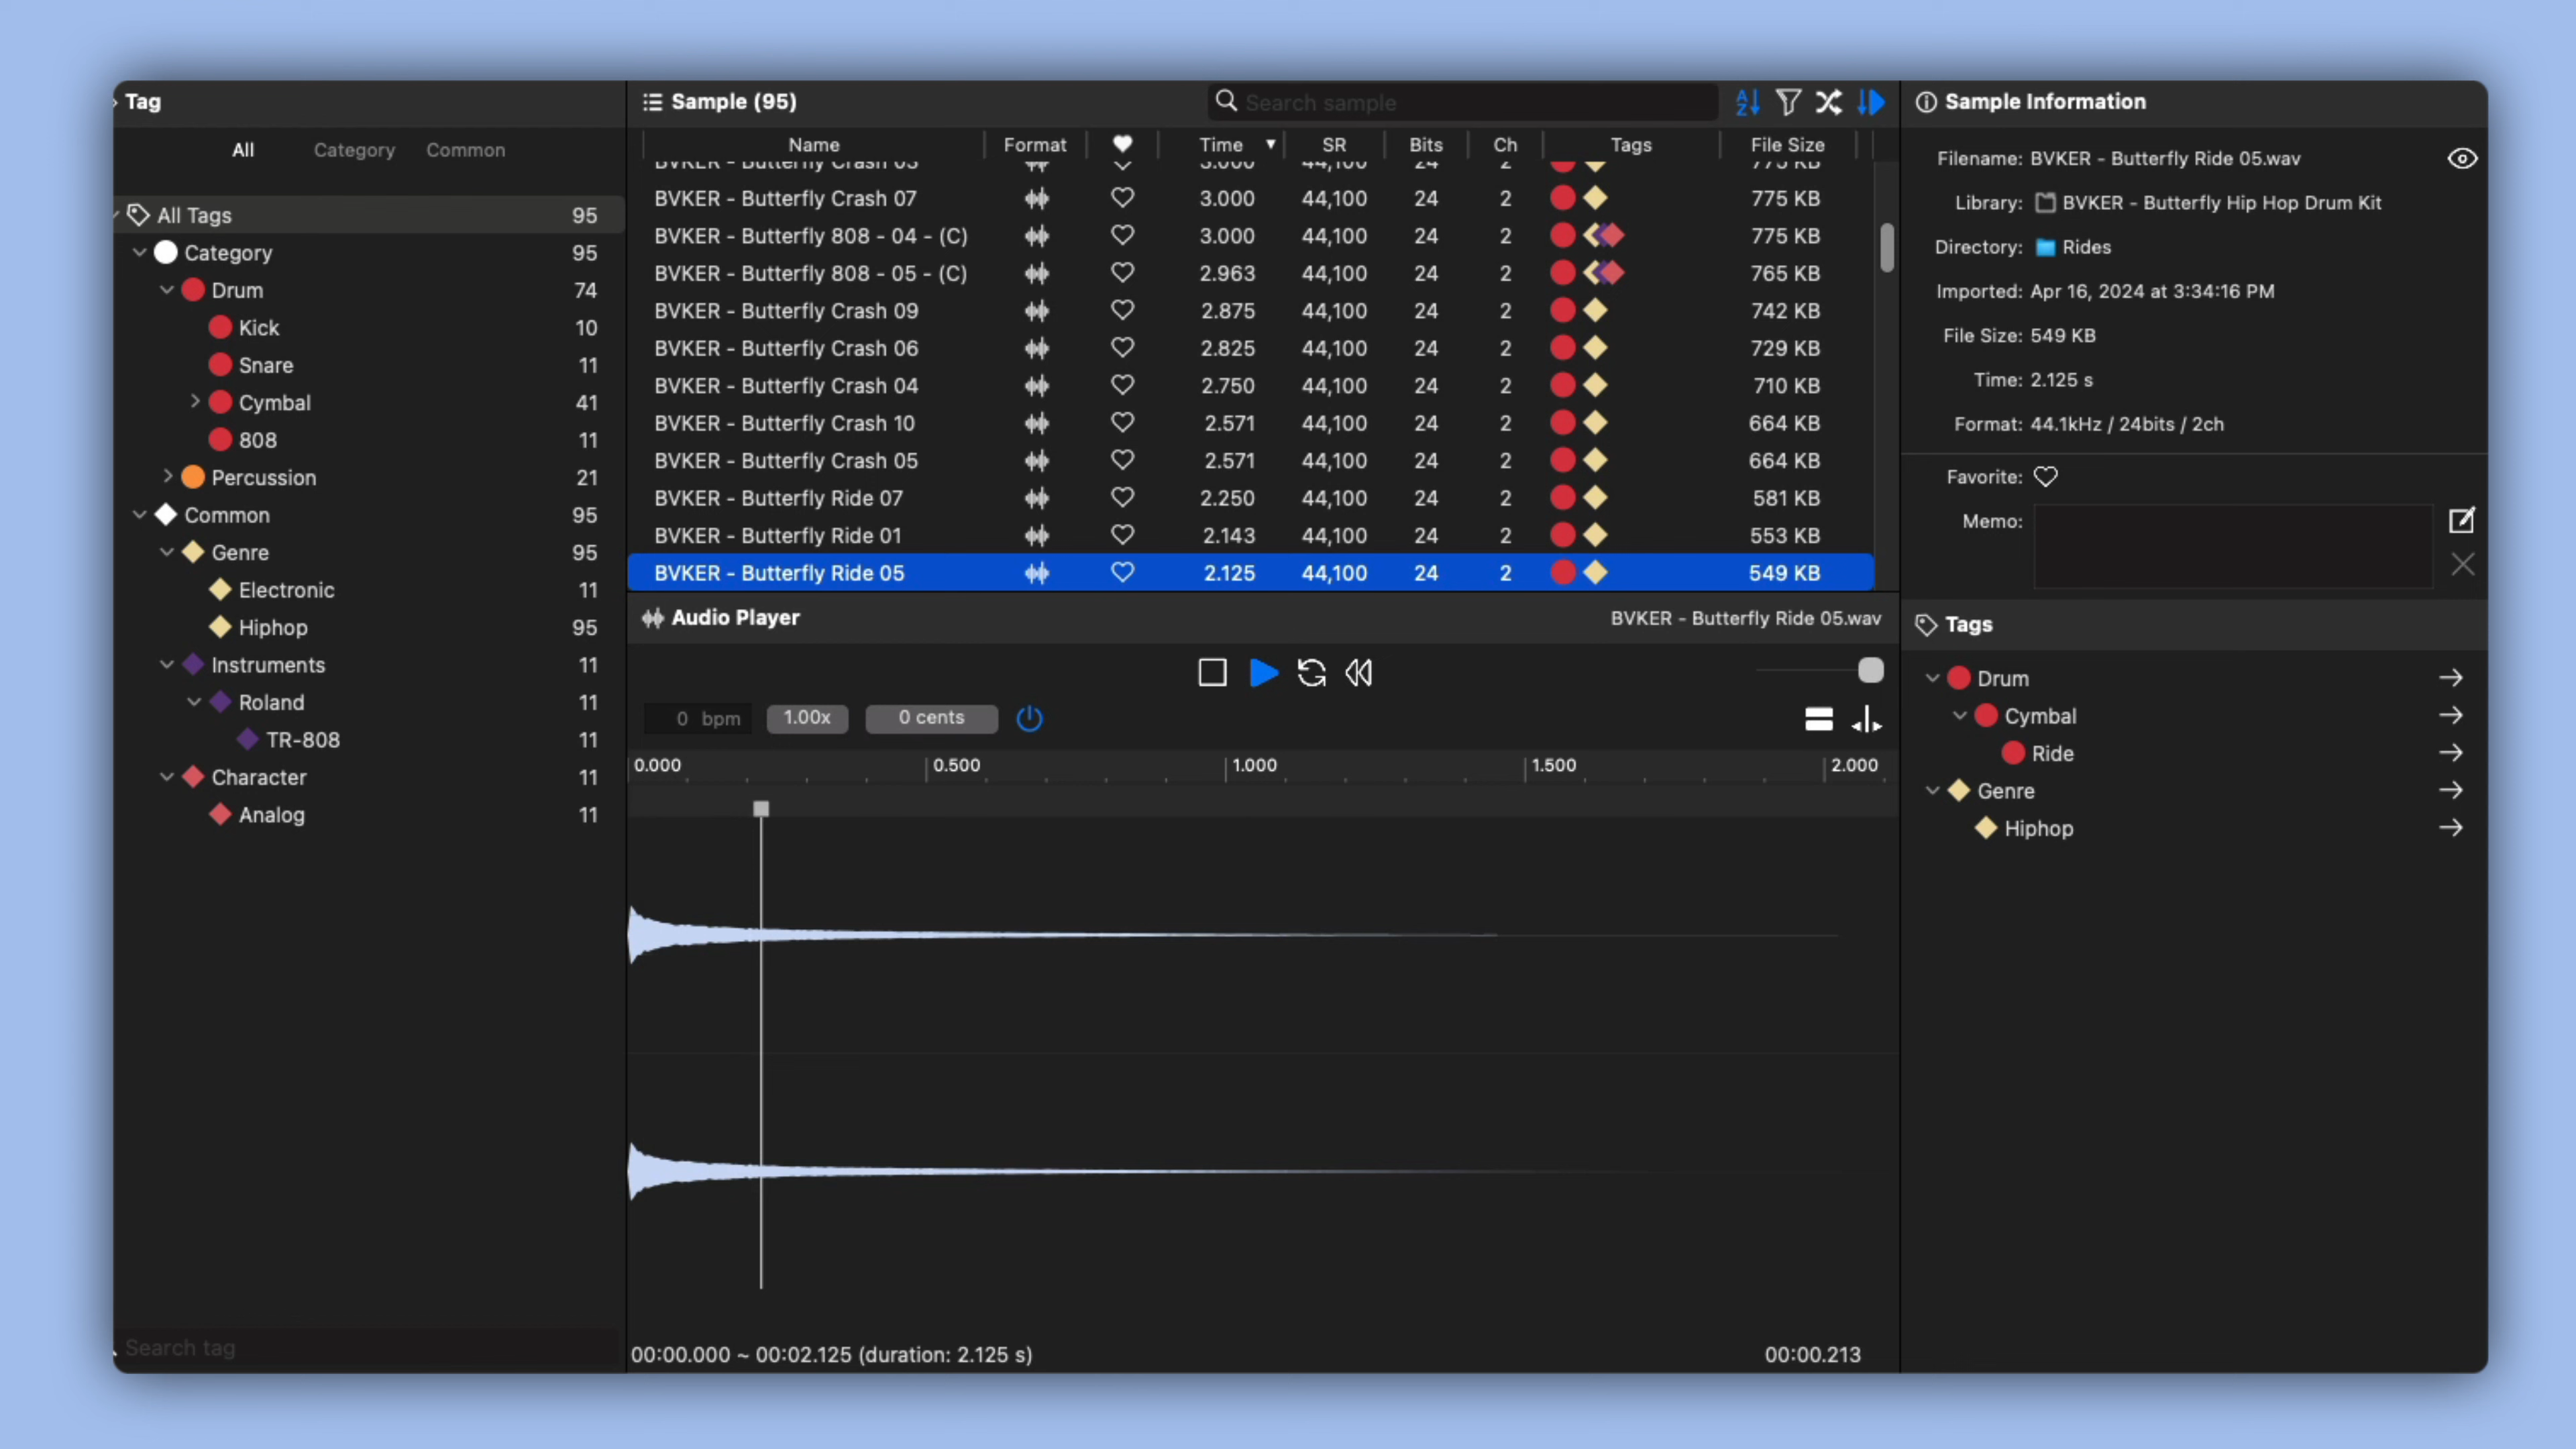 Tag
All Category Common
All Tags 95
Category 95
Drum 74
Kick 10
Snare 11
Cymbal 41
808 11
Percussion 21
Common 95
Genre 95
Electronic 11
Hiphop 95
Instruments 11
Roland 11
TR-808 11
Character 11
Analog 11
Search tag
Sample (95)
Search sample
Name Format Time ▼ SR Bits Ch Tags File Size
BVKER - Butterfly Crash 03 3.000 44,100 24 2 775 KB
BVKER - Butterfly Crash 07 3.000 44,100 24 2 775 KB
BVKER - Butterfly 808 - 04 - (C) 3.000 44,100 24 2 775 KB
BVKER - Butterfly 808 - 05 - (C) 2.963 44,100 24 2 765 KB
BVKER - Butterfly Crash 09 2.875 44,100 24 2 742 KB
BVKER - Butterfly Crash 06 2.825 44,100 24 2 729 KB
BVKER - Butterfly Crash 04 2.750 44,100 24 2 710 KB
BVKER - Butterfly Crash 10 2.571 44,100 24 2 664 KB
BVKER - Butterfly Crash 05 2.571 44,100 24 2 664 KB
BVKER - Butterfly Ride 07 2.250 44,100 24 2 581 KB
BVKER - Butterfly Ride 01 2.143 44,100 24 2 553 KB
BVKER - Butterfly Ride 05 2.125 44,100 24 2 549 KB
Audio Player BVKER - Butterfly Ride 05.wav
0 bpm 1.00x 0 cents
0.000 0.500 1.000 1.500 2.000
00:00.000 ~ 00:02.125 (duration: 2.125 s) 00:00.213
Sample Information
Filename: BVKER - Butterfly Ride 05.wav
Library: BVKER - Butterfly Hip Hop Drum Kit
Directory: Rides
Imported: Apr 16, 2024 at 3:34:16 PM
File Size: 549 KB
Time: 2.125 s
Format: 44.1kHz / 24bits / 2ch
Favorite:
Memo:
Tags
Drum
Cymbal
Ride
Genre
Hiphop